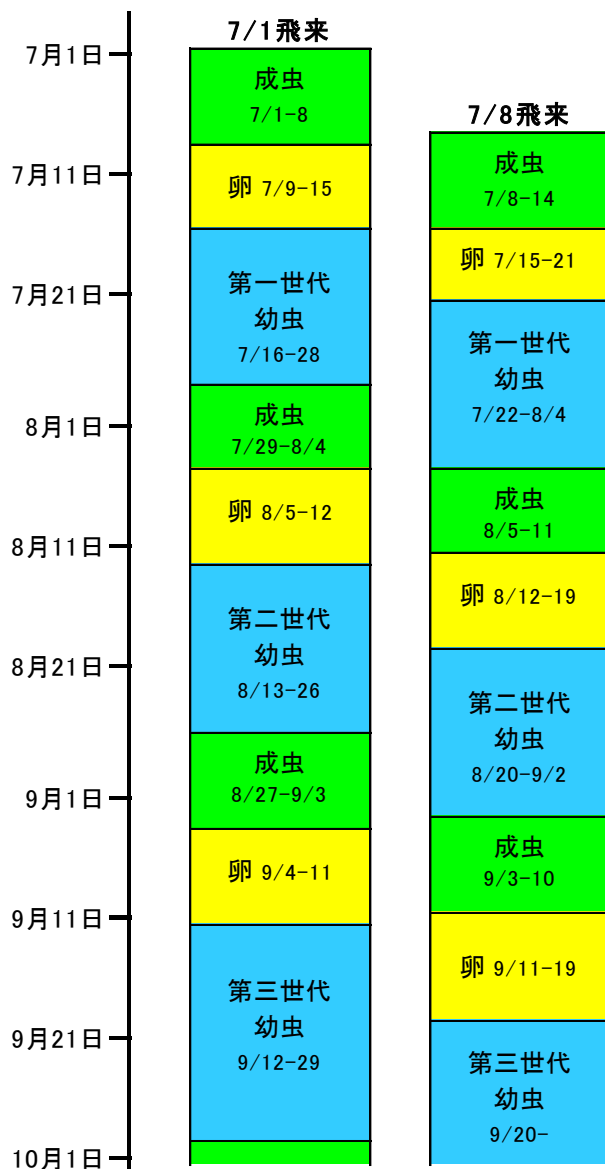 7月1日
7月11日
7月21日
8月1日
8月11日
8月21日
9月1日
9月11日
9月21日
10月1日
7/1飛来
成虫
7/1-8
卵 7/9-15
第一世代
幼虫
7/16-28
成虫
7/29-8/4
卵 8/5-12
第二世代
幼虫
8/13-26
成虫
8/27-9/3
卵 9/4-11
第三世代
幼虫
9/12-29
7/8飛来
成虫
7/8-14
卵 7/15-21
第一世代
幼虫
7/22-8/4
成虫
8/5-11
卵 8/12-19
第二世代
幼虫
8/20-9/2
成虫
9/3-10
卵 9/11-19
第三世代
幼虫
9/20-